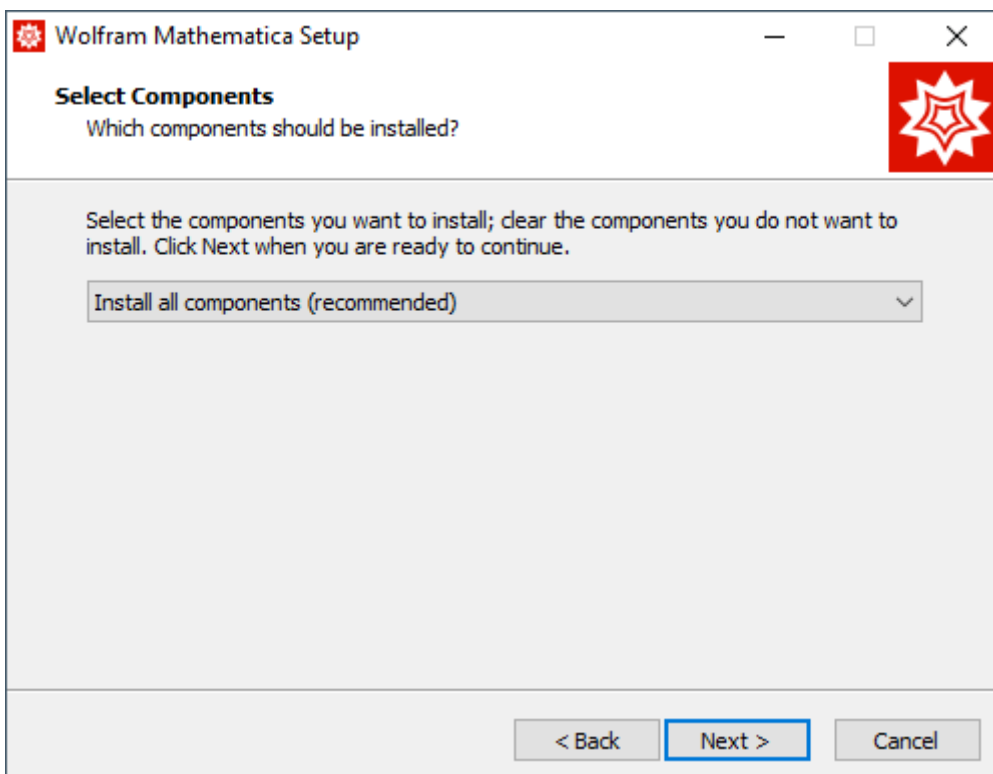 Wolfram Mathematica Setup
Select Components
Which components should be installed?
Select the components you want to install; clear the components you do not want to
install. Click Next when you are ready to continue.
Install all components (recommended)
< Back
Next >
Cancel